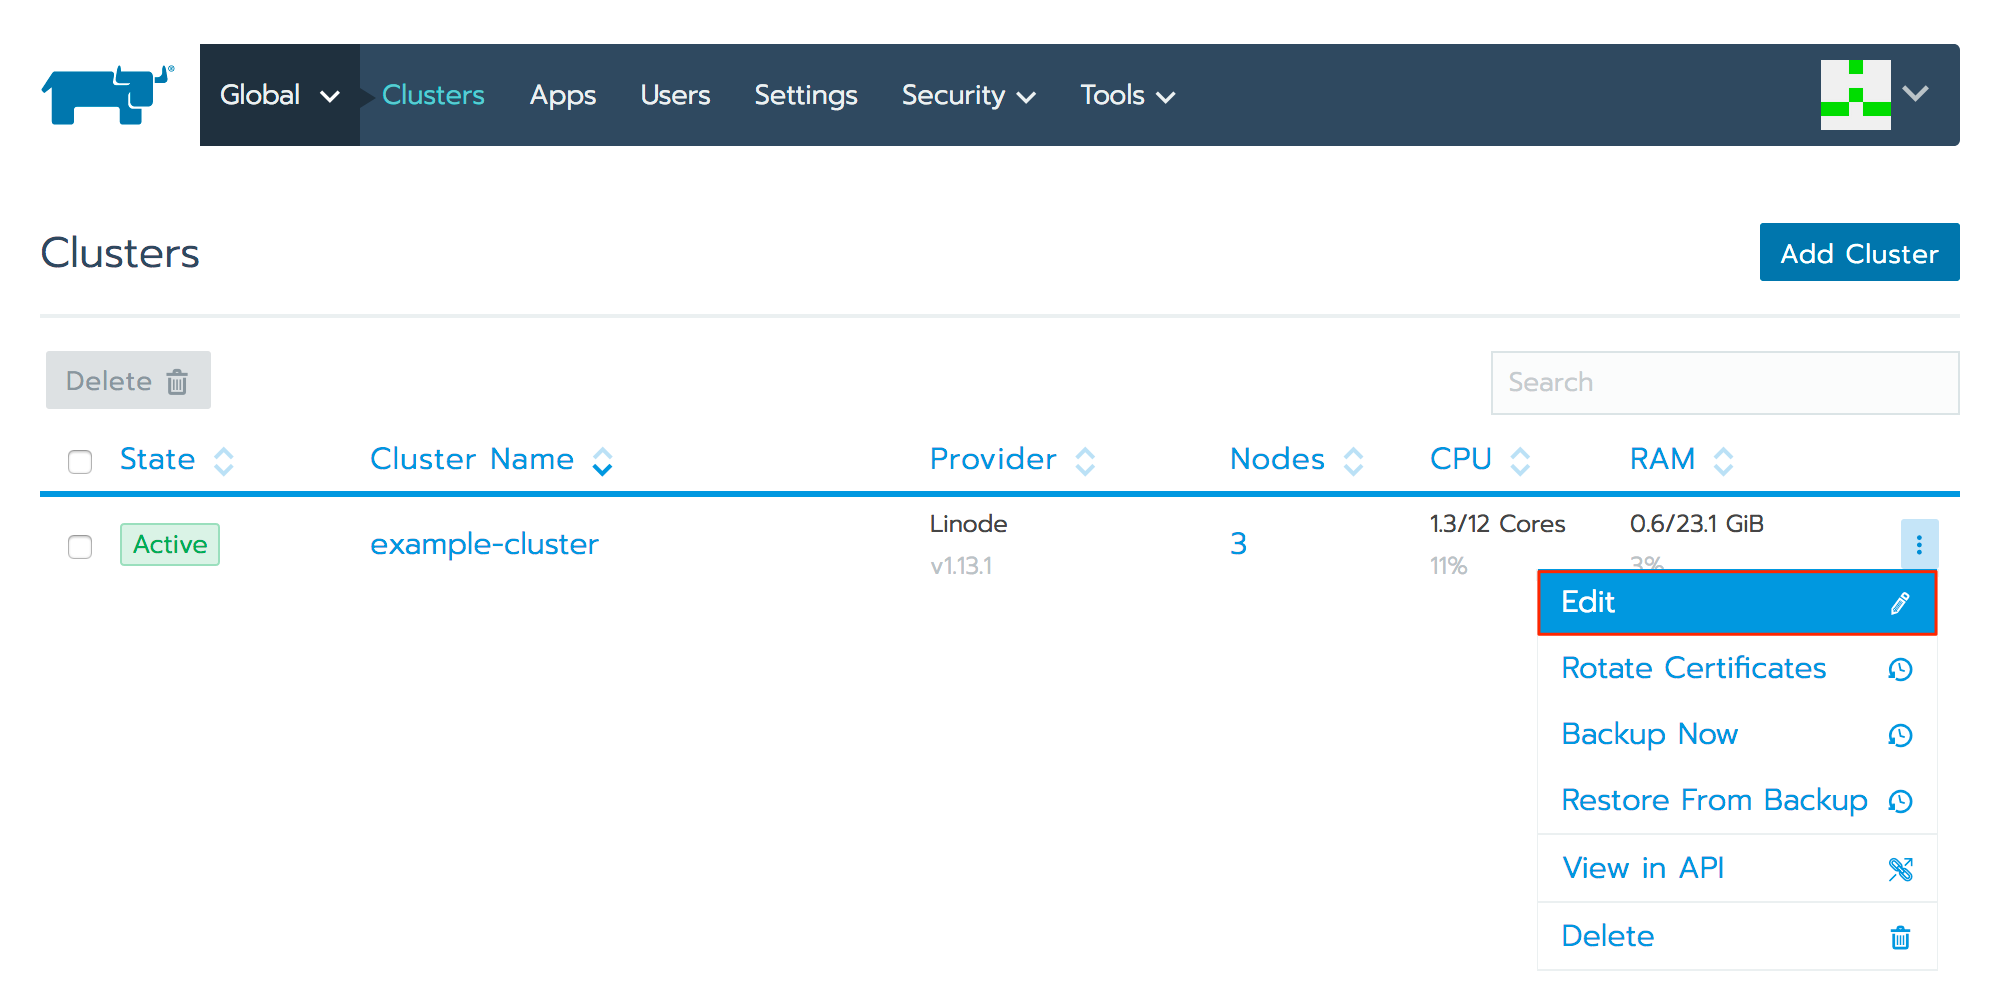 Global Clusters Apps Users Settings Security Tools
Clusters
Add Cluster
Delete
Search
State Cluster Name Provider Nodes CPU RAM
Active example-cluster Linode 3 1.3/12 Cores 0.6/23.1 GiB
v1.13.1 11% 3%
Edit
Rotate Certificates
Backup Now
Restore From Backup
View in API
Delete